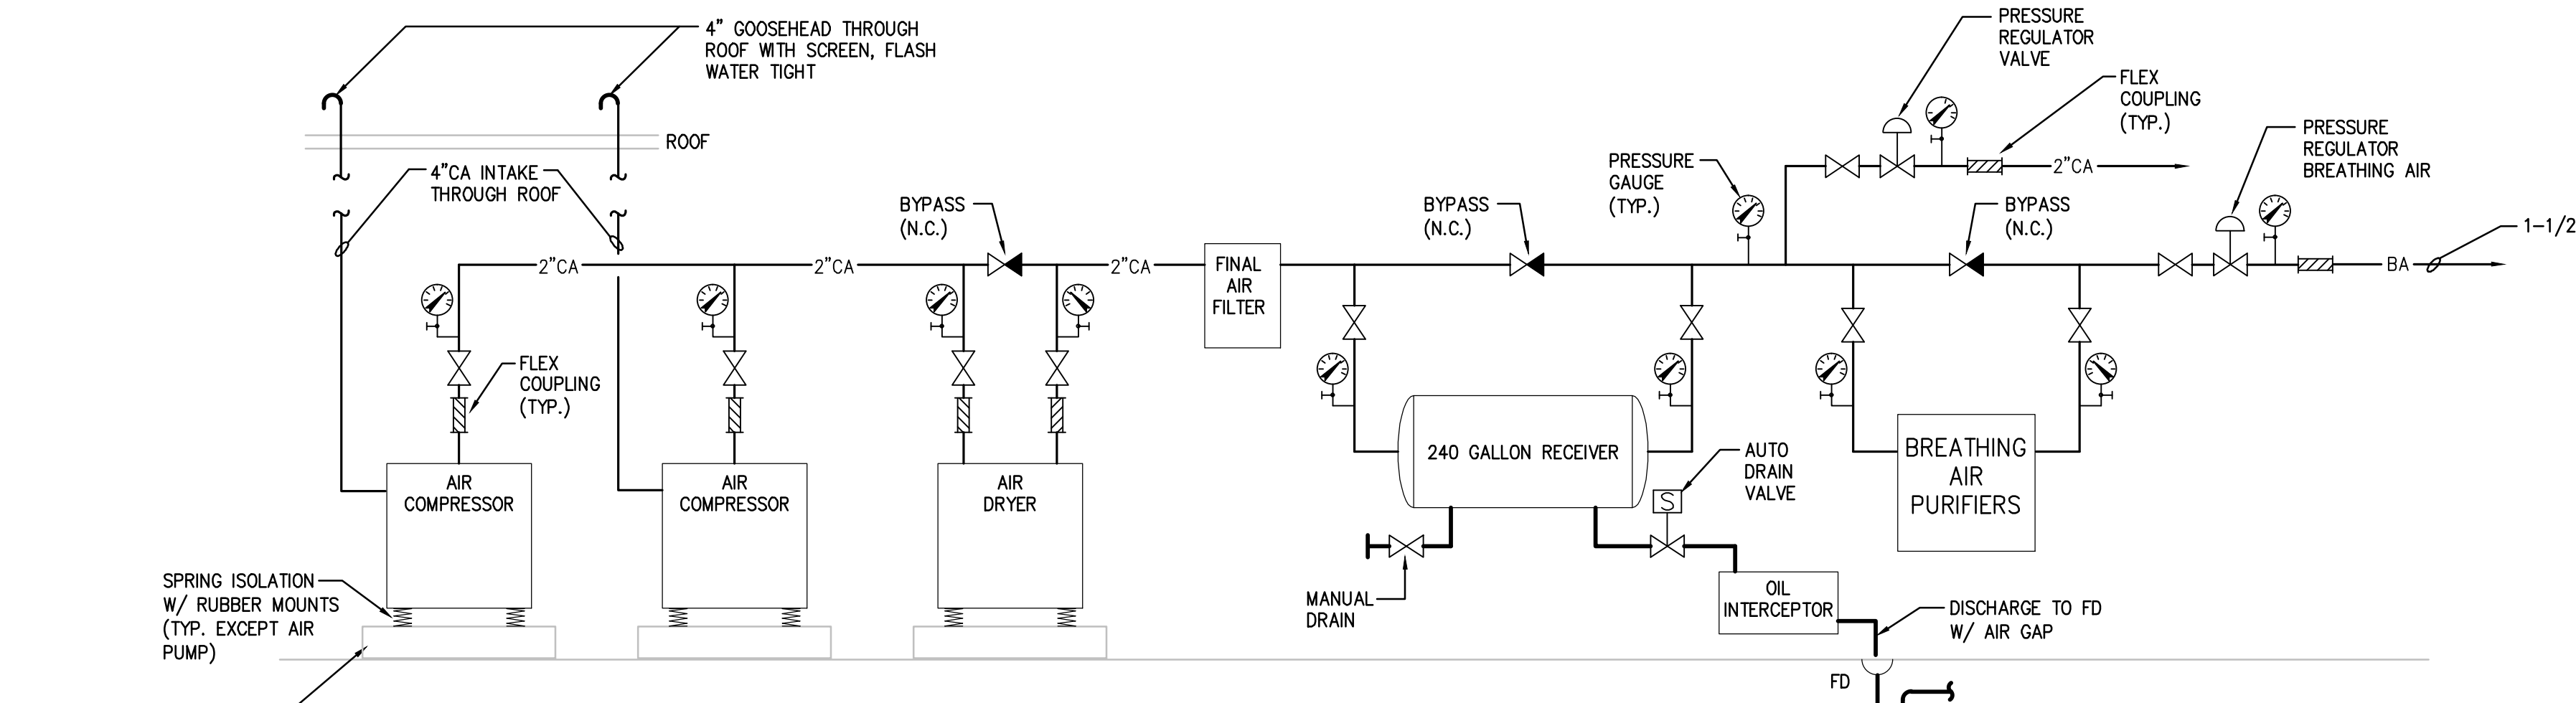 4" GOOSEHEAD THROUGH
ROOF WITH SCREEN, FLASH
WATER TIGHT
ROOF
4"CA INTAKE
THROUGH ROOF
PRESSURE
REGULATOR
VALVE
FLEX
COUPLING
(TYP.)
2"CA
PRESSURE
REGULATOR
BREATHING AIR
PRESSURE
GAUGE
(TYP.)
BYPASS
(N.C.)
BYPASS
(N.C.)
BYPASS
(N.C.)
1-1/2
2"CA
2"CA
2"CA
BA
FINAL
AIR
FILTER
FLEX
COUPLING
(TYP.)
AIR
COMPRESSOR
AIR
COMPRESSOR
AIR
DRYER
240 GALLON RECEIVER
AUTO
DRAIN
VALVE
S
BREATHING
AIR
PURIFIERS
SPRING ISOLATION
W/ RUBBER MOUNTS
(TYP. EXCEPT AIR
PUMP)
MANUAL
DRAIN
OIL
INTERCEPTOR
DISCHARGE TO FD
W/ AIR GAP
FD